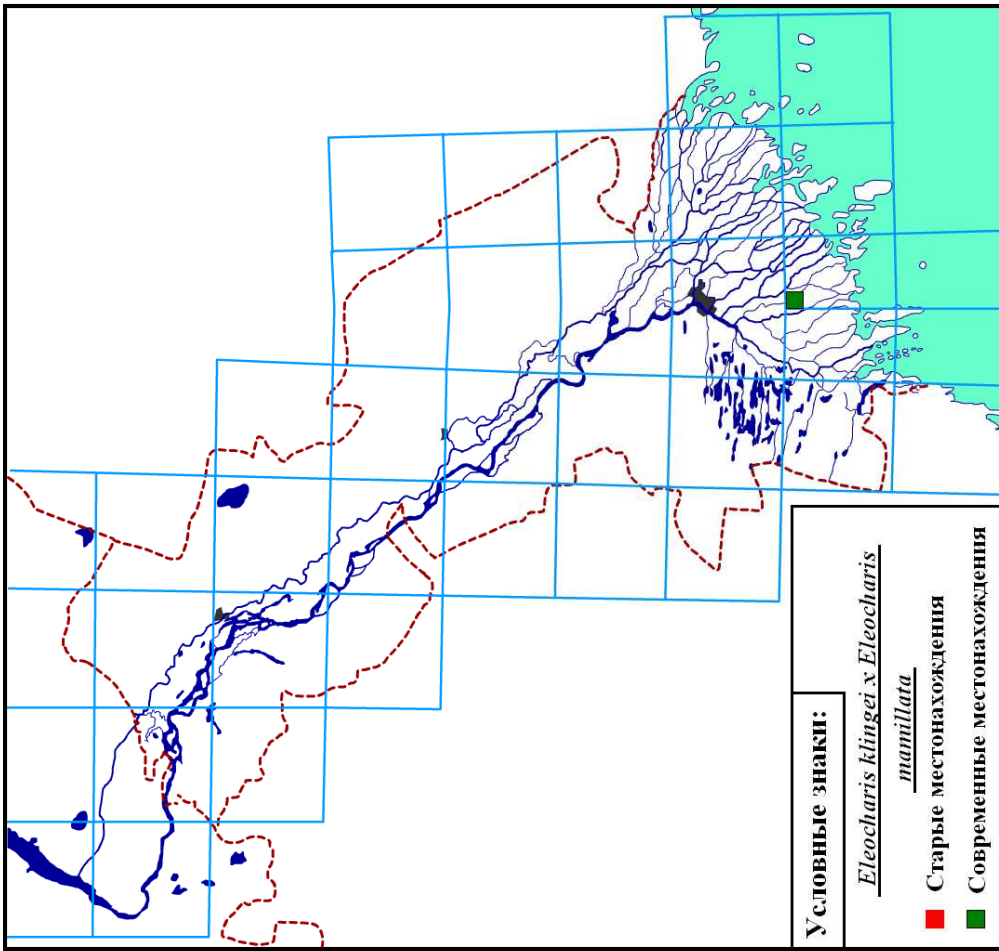 Условные знаки:
Eleocharis klingei x Eleocharis
mamillata
Старые местонахождения
Современные местонахождения